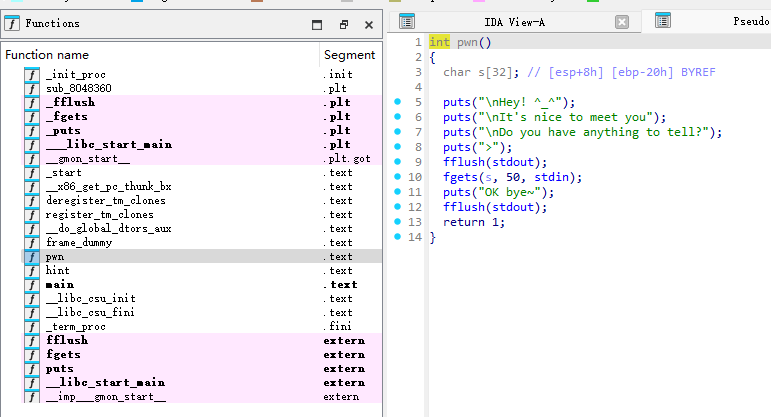 Functions
Function name Segment
_init_proc .init
sub_8048360 .plt
_fflush .plt
_fgets .plt
_puts .plt
___libc_start_main .plt
__gmon_start__ .plt.got
_start .text
__x86_get_pc_thunk_bx .text
deregister_tm_clones .text
register_tm_clones .text
__do_global_dtors_aux .text
frame_dummy .text
pwn .text
hint .text
main .text
__libc_csu_init .text
__libc_csu_fini .text
_term_proc .fini
fflush extern
fgets extern
puts extern
__libc_start_main extern
__imp___gmon_start__ extern
IDA View-A
Pseudo
1 int pwn()
2 {
3 char s[32]; // [esp+8h] [ebp-20h] BYREF
4
5 puts("\nHey! ^_^");
6 puts("\nIt's nice to meet you");
7 puts("\nDo you have anything to tell?");
8 puts(">");
9 fflush(stdout);
10 fgets(s, 50, stdin);
11 puts("OK bye~");
12 fflush(stdout);
13 return 1;
14 }